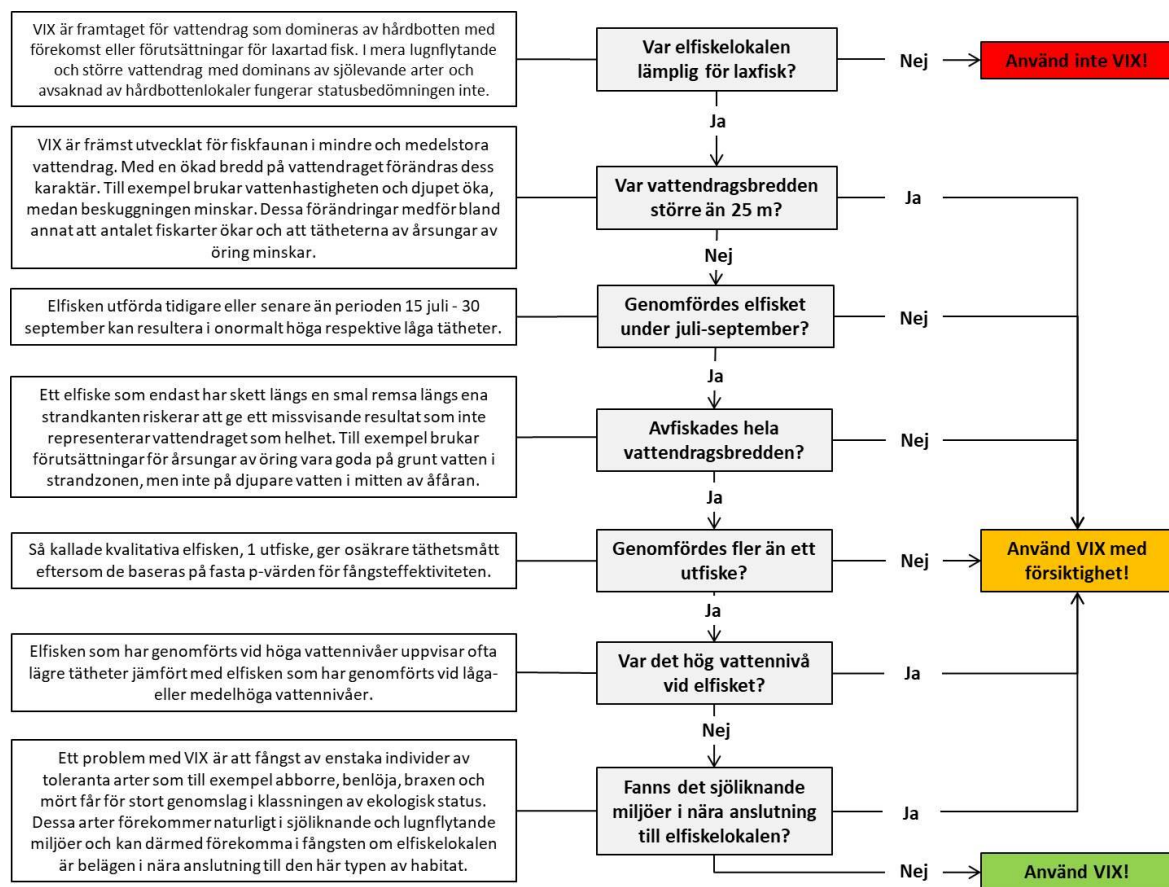 VIX är framtaget för vattendrag som domineras av hårdbotten med
förekomst eller förutsättningar för laxartad fisk. I mera lugnflytande
och större vattendrag med dominans av sjölevande arter och
avsaknad av hårdbottenlokaler fungerar statusbedömningen inte.
Var elfiskelokalen
lämplig för laxfisk?
Nej
Använd inte VIX!
Ja
VIX är främst utvecklat för fiskfaunan i mindre och medelstora
vattendrag. Med en ökad bredd på vattendraget förändras dess
karaktär. Till exempel brukar vattenhastigheten och djupet öka,
medan beskuggningen minskar. Dessa förändringar medför bland
annat att antalet fiskarter ökar och att tätheterna av årsungar av
öring minskar.
Var vattendragsbredden
större än 25 m?
Ja
Nej
Elfisken utförda tidigare eller senare än perioden 15 juli - 30
september kan resultera i onormalt höga respektive låga tätheter.
Genomfördes elfisket
under juli-september?
Nej
Ja
Ett elfiske som endast har skett längs en smal remsa längs ena
strandkanten riskerar att ge ett missvisande resultat som inte
representerar vattendraget som helhet. Till exempel brukar
förutsättningar för årsungar av öring vara goda på grunt vatten i
strandzonen, men inte på djupare vatten i mitten av åfåran.
Avfiskades hela
vattendragsbredden?
Nej
Ja
Så kallade kvalitativa elfisken, 1 utfiske, ger osäkrare täthetsmått
eftersom de baseras på fasta p-värden för fångsteffektiviteten.
Genomfördes fler än ett
utfiske?
Nej
Använd VIX med
försiktighet!
Ja
Elfisken som har genomförts vid höga vattennivåer uppvisar ofta
lägre tätheter jämfört med elfisken som har genomförts vid låga-
eller medelhöga vattennivåer.
Var det hög vattennivå
vid elfisket?
Ja
Nej
Ett problem med VIX är att fångst av enstaka individer av
toleranta arter som till exempel abborre, benlöja, braxen och
mört får för stort genomslag i klassningen av ekologisk status.
Dessa arter förekommer naturligt i sjöliknande och lugnflytande
miljöer och kan därmed förekomma i fångsten om elfiskelokalen
är belägen i nära anslutning till den här typen av habitat.
Fanns det sjöliknande
miljöer i nära anslutning
till elfiskelokalen?
Ja
Nej
Använd VIX!